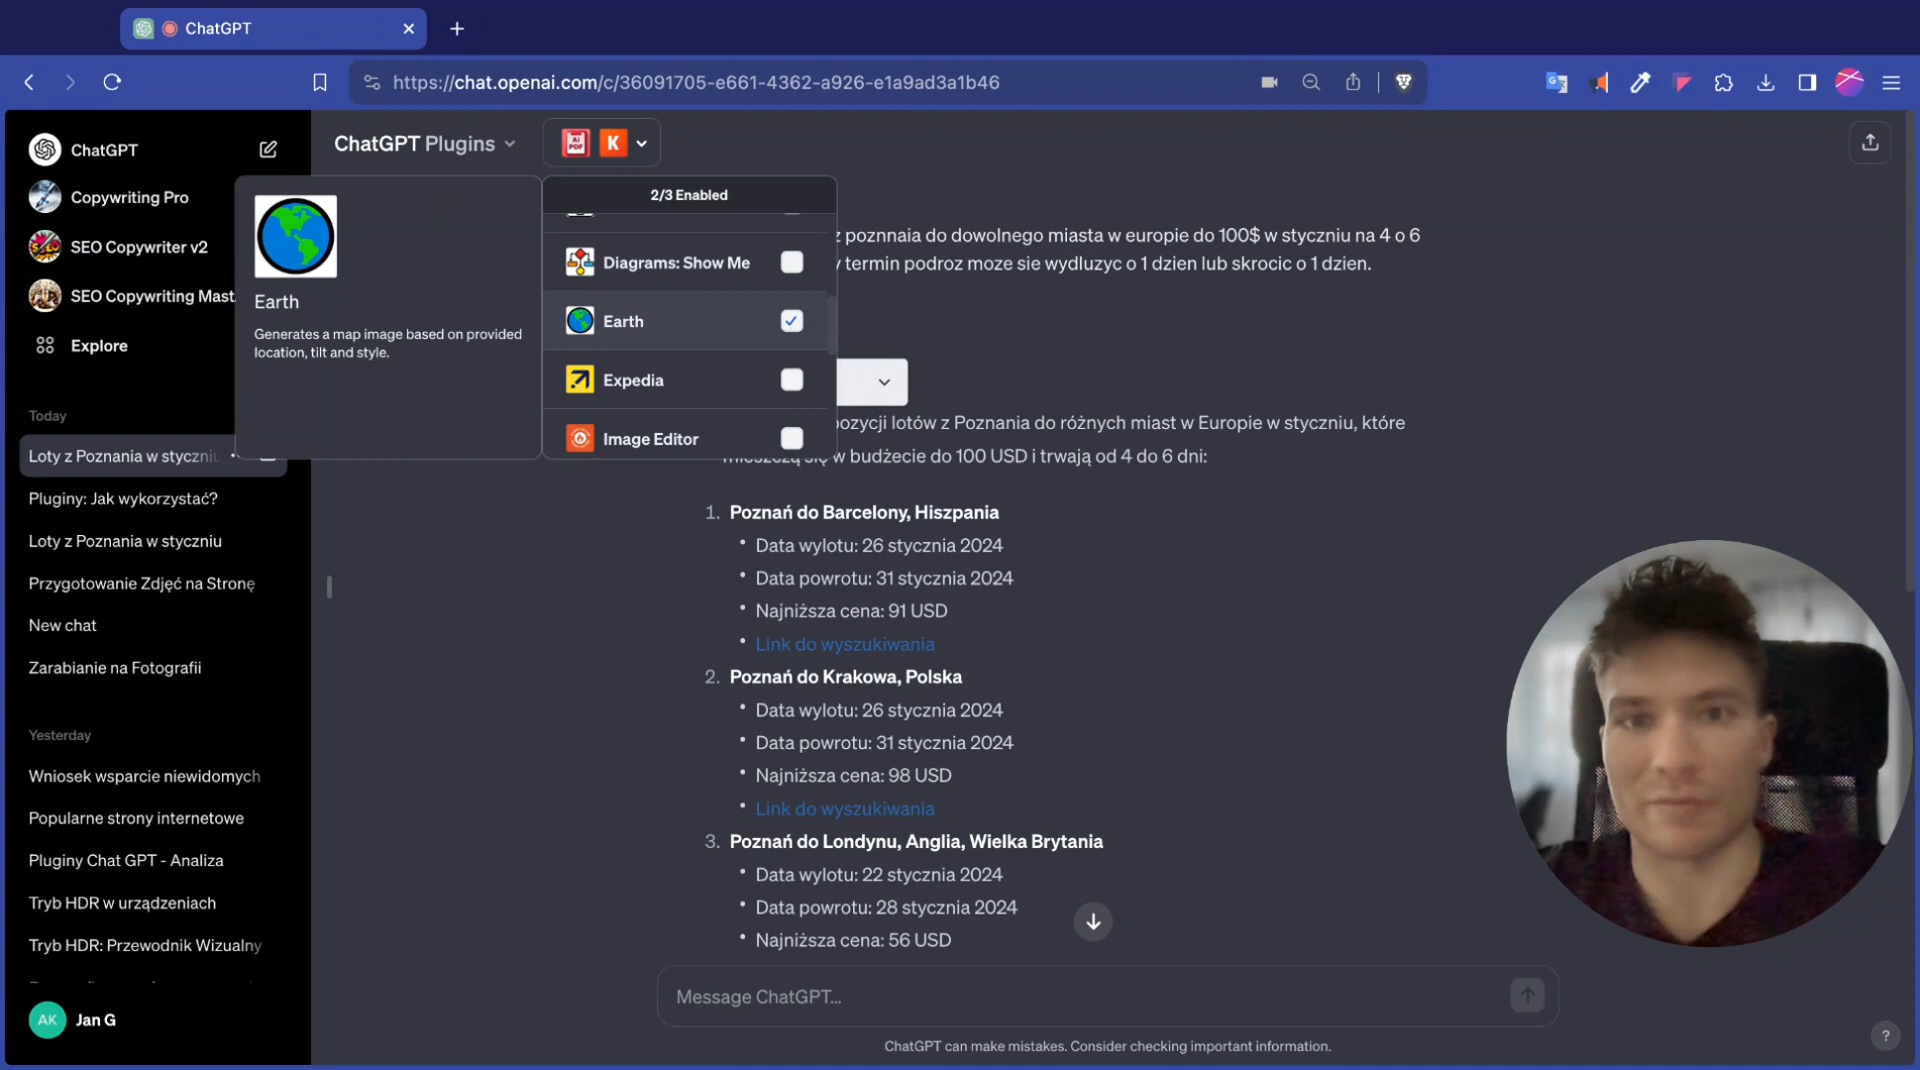 ChatGPT
https://chat.openai.com/c/36091705-e661-4362-a926-e1a9ad3a1b46
ChatGPT
Copywriting Pro
SEO Copywriter v2
SEO Copywriting Mast
Explore
Today
Loty z Poznania w styczniu
Pluginy: Jak wykorzystać?
Loty z Poznania w styczniu
Przygotowanie Zdjęć na Stronę
New chat
Zarabianie na Fotografii
Yesterday
Wniosek wsparcie niewidomych
Popularne strony internetowe
Pluginy Chat GPT - Analiza
Tryb HDR w urządzeniach
Tryb HDR: Przewodnik Wizualny
AK Jan G
ChatGPT Plugins
AI PDF
K
Earth
Generates a map image based on provided
location, tilt and style.
2/3 Enabled
Diagrams: Show Me
Earth
Expedia
Image Editor
z poznnaia do dowolnego miasta w europie do 100$ w styczniu na 4 o 6
termin podroz moze sie wydluzyc o 1 dzien lub skrocic o 1 dzien.
pozycji lotów z Poznania do różnych miast w Europie w styczniu, które
mieszczą się w budżecie do 100 USD i trwają od 4 do 6 dni:
1. Poznań do Barcelony, Hiszpania
• Data wylotu: 26 stycznia 2024
• Data powrotu: 31 stycznia 2024
• Najniższa cena: 91 USD
• Link do wyszukiwania
2. Poznań do Krakowa, Polska
• Data wylotu: 26 stycznia 2024
• Data powrotu: 31 stycznia 2024
• Najniższa cena: 98 USD
• Link do wyszukiwania
3. Poznań do Londynu, Anglia, Wielka Brytania
• Data wylotu: 22 stycznia 2024
• Data powrotu: 28 stycznia 2024
• Najniższa cena: 56 USD
Message ChatGPT...
ChatGPT can make mistakes. Consider checking important information.
?